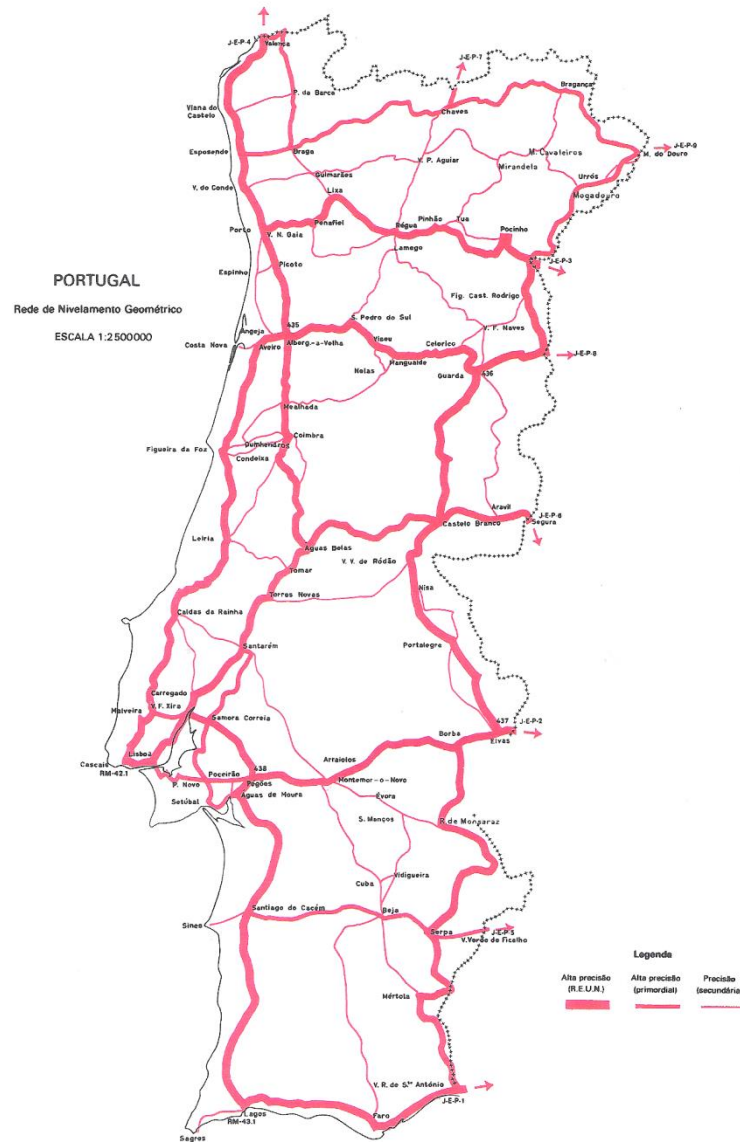 J-E-P-4
Valença
J-E-P-7
Bragança
P. da Barca
Viana do
Castelo
Chaves
J-E-P-9
M. do Douro
Esposende
Braga
V. P. Aguiar
M. Cavaleiros
Mirandela
Guimarães
Urrós
Mogadouro
V. do Conde
Lixa
Porto
V. N. Gaia
Penafiel
Régua
Pinhão
Tua
Pocinho
Lamego
J-E-P-3
Espinho
Picoto
PORTUGAL
Rede de Nivelamento Geométrico
ESCALA 1:2500000
Fig. Cast. Rodrigo
S. Pedro do Sul
Angeja
435
V. F. Naves
Costa Nova
Aveiro
Alberg.-a-Velha
Viseu
Celorico
J-E-P-8
Mangualde
Nelas
Guarda
436
Mealhada
Coimbra
Figueira da Foz
Condeixa
Aravil
J-E-P-6
Segura
Castelo Branco
Leiria
Águas Belas
V. V. de Ródão
Tomar
Nisa
Torres Novas
Caldas da Rainha
Santarém
Portalegre
Carregado
V. F. Xira
Malveira
Samora Correia
437
J-E-P-2
Elvas
Borba
Lisboa
Cascais
RM-42.1
Arraiolos
438
Poceirão
P. Novo
Pegões
Montemor-o-Novo
Águas de Moura
Setúbal
Évora
S. Manços
R. de Monsaraz
Cuba
Vidigueira
Santiago do Cacém
Beja
Sines
Serpa
J-E-P-5
V. Verde de Ficalho
Mértola
V. R. de Sto António
J-E-P-1
Lagos
RM-43.1
Faro
Sagres
Legenda
Alta precisão
(R.E.U.N.)
Alta precisão
(primordial)
Precisão
(secundária